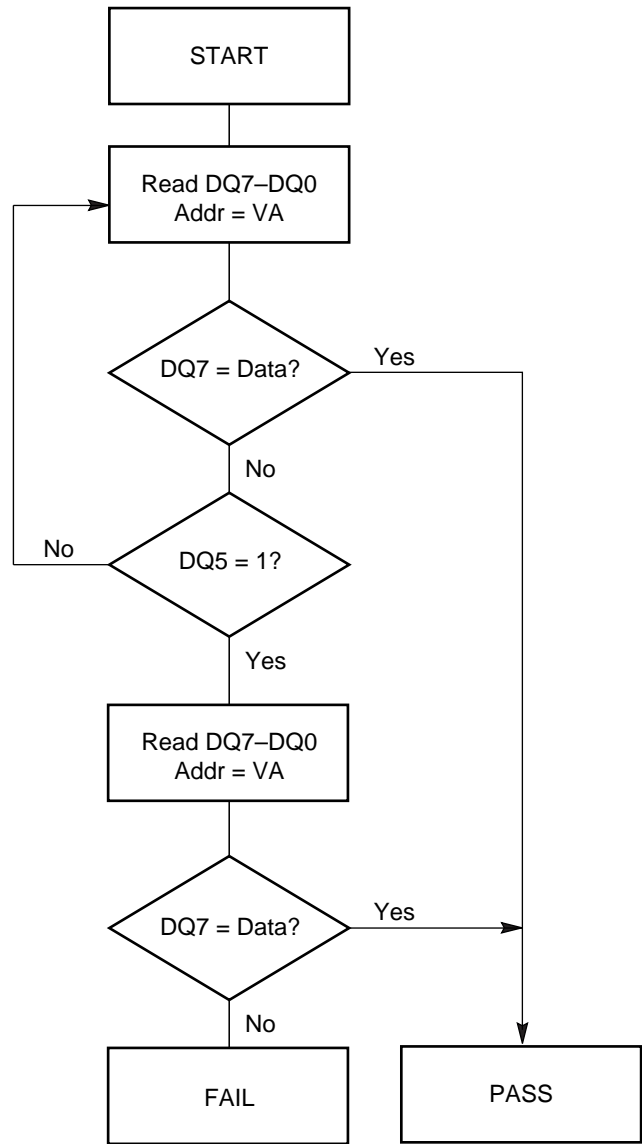 START
Read DQ7–DQ0
Addr = VA
DQ7 = Data?
Yes
No
DQ5 = 1?
No
Yes
Read DQ7–DQ0
Addr = VA
DQ7 = Data?
Yes
No
FAIL
PASS